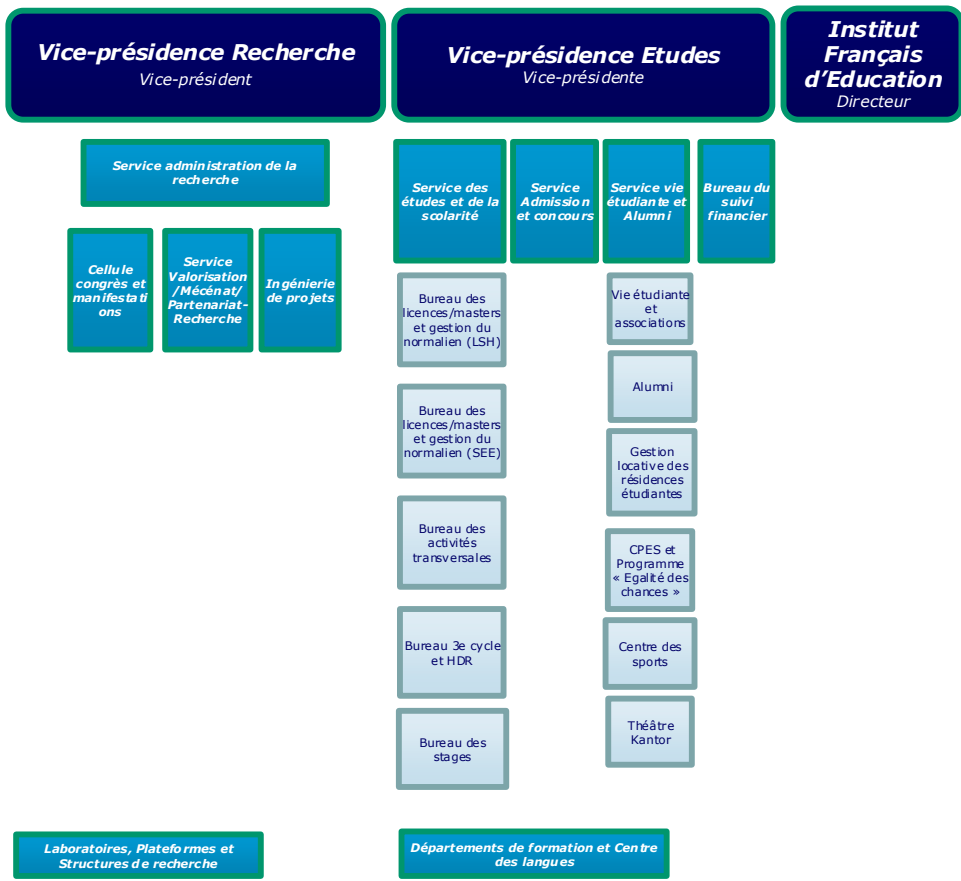 Vice-présidence Recherche
Vice-président
Vice-présidence Etudes
Vice-présidente
Institut
Français
d'Education
Directeur
Service administration de la
recherche
Cellule
congrès et
manifestati
ons
Service
Valorisation
/Mécénat/
Partenariat-
Recherche
Ingénierie
de projets
Service des
études et de la
scolarité
Service
Admission
et concours
Service vie
étudiante et
Alumni
Bureau du
suivi
financier
Bureau des
licences/masters
et gestion du
normalien (LSH)
Bureau des
licences/masters
et gestion du
normalien (SEE)
Bureau des
activités
transversales
Bureau 3e cycle
et HDR
Bureau des
stages
Vie étudiante
et
associations
Alumni
Gestion
locative des
résidences
étudiantes
CPES et
Programme
« Egalité des
chances »
Centre des
sports
Théâtre
Kantor
Laboratoires, Plateformes et
Structures de recherche
Départements de formation et Centre
des langues